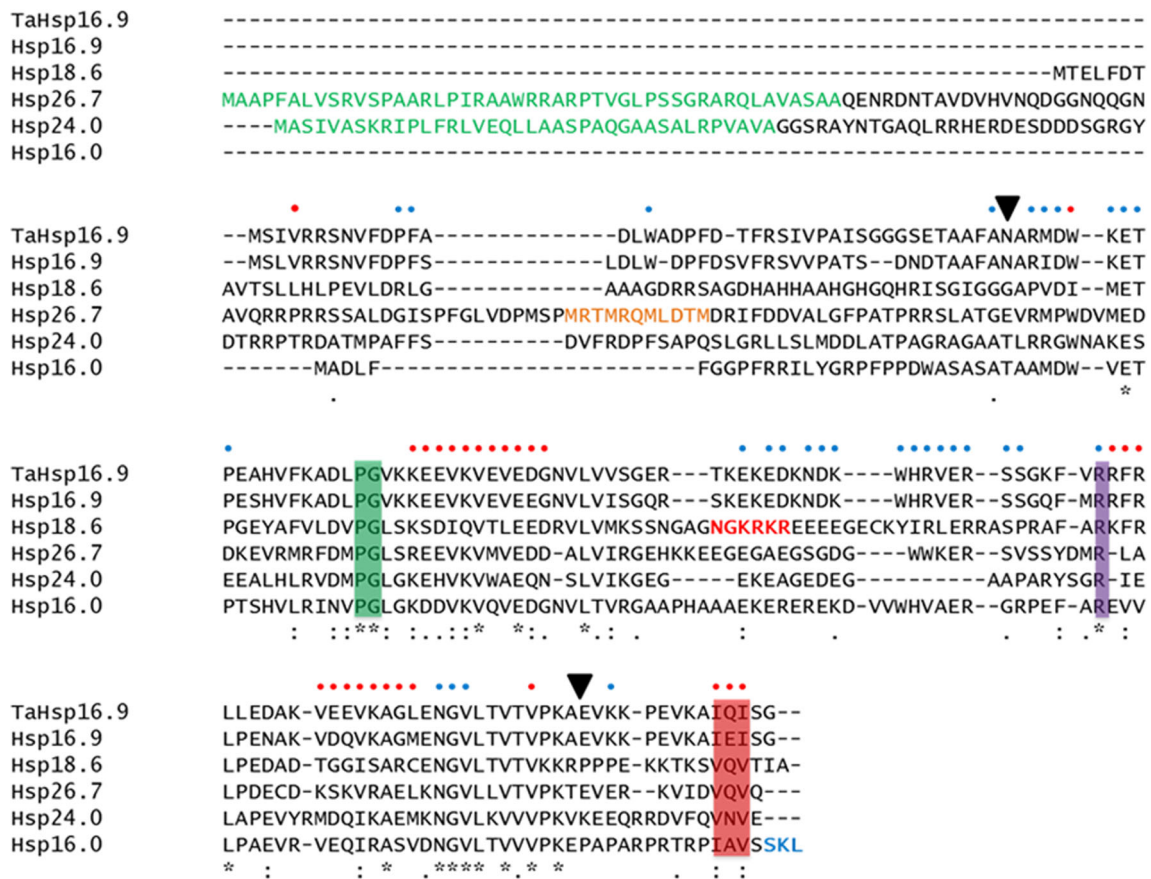 TaHsp16.9 -----------------------------------------------------------------------
Hsp16.9 -----------------------------------------------------------------------
Hsp18.6 ----------------------------------------------------------------MTELFDT
Hsp26.7 MAAPFALVSRVSPAARLPIRAAWRRARPTVGLPSSGRARQLAVASAAQENRDNTAVDVHVNQDGGNQQGN
Hsp24.0 ----MASIVASKRIPLFRLVEQLLAASPAQGAASALRPVAVAGGSRAYNTGAQLRRHERDESDDDSGRGY
Hsp16.0 -----------------------------------------------------------------------
TaHsp16.9 --MSIVRRSNVFDPFA--------------DLWADPFD-TFRSIVPAISGGGSETAAFANARMDW--KET
Hsp16.9 --MSLVRRSNVFDPFS-------------LDLW-DPFDSVFRSVVPATS--DNDTAAFANARIDW--KET
Hsp18.6 AVTSLLHLPEVLDRLG-------------AAAGDRRSAGDHAHHAAHGHGQHRISGIGGGAPVDI--MET
Hsp26.7 AVQRRPRRSSALDGISPFGLVDPMSPMRTMRQMLDTMDRIFDDVALGFPATPRRSLATGEVRMPWDVMED
Hsp24.0 DTRRPTRDATMPAFFS----------DVFRDPFSAPQSLGRLLSLMDDLATPAGRAGAATLRRGWNAKES
Hsp16.0 -------MADLF------------------------FGGPFRRILYGRPFPPDWASASATAAMDW--VET
. . *
TaHsp16.9 PEAHVFKADLPGVKKEEVKVEVEDGNVLVVSGER---TKEKEDKNDK----WHRVER--SSGKF-VRRFR
Hsp16.9 PESHVFKADLPGVKKEEVKVEVEEGNVLVISGQR---SKEKEDKNDK----WHRVER--SSGQF-MRRFR
Hsp18.6 PGEYAFVLDVPGLSKSDIQVTLEEDRVLVMKSSNGAGNGKRKREEEEGECKYIRLERRASPRAF-ARKFR
Hsp26.7 DKEVRMRFDMPGLSREEVKVMVEDD-ALVIRGEHKKEEGEGAEGSGDG----WWKER--SVSSYDMR-LA
Hsp24.0 EEALHLRVDMPGLGKEHVKVWAEQN-SLVIKGEG----EKEAGEDEG---------AAPARYSGR-IE
Hsp16.0 PTSHVLRINVPGLGKDDVKVQVEDGNVLTVRGAAPHAAAEKEREREKD-VVWHVAER--GRPEF-AREVV
: ::**: :..::* *:. *.: . : . . : .* :
TaHsp16.9 LLEDAK-VEEVKAGLENGVLTVTVPKAEVKK-PEVKAIQISG--
Hsp16.9 LPENAK-VDQVKAGMENGVLTVTVPKAEVKK-PEVKAIEISG--
Hsp18.6 LPEDAD-TGGISARCENGVLTVTVKKRPPPE-KKTKSVQVTIA-
Hsp26.7 LPDECD-KSKVRAELKNGVLLVTVPKTEVER--KVIDVQVQ---
Hsp24.0 LAPEVYRMDQIKAEMKNGVLKVVVPKVKEEQRRDVFQVNVE---
Hsp16.0 LPAEVR-VEQIRASVDNGVLTVVVPKEPAPARPRTRPIAVSSKL
* : : * .**** *.* * . : :